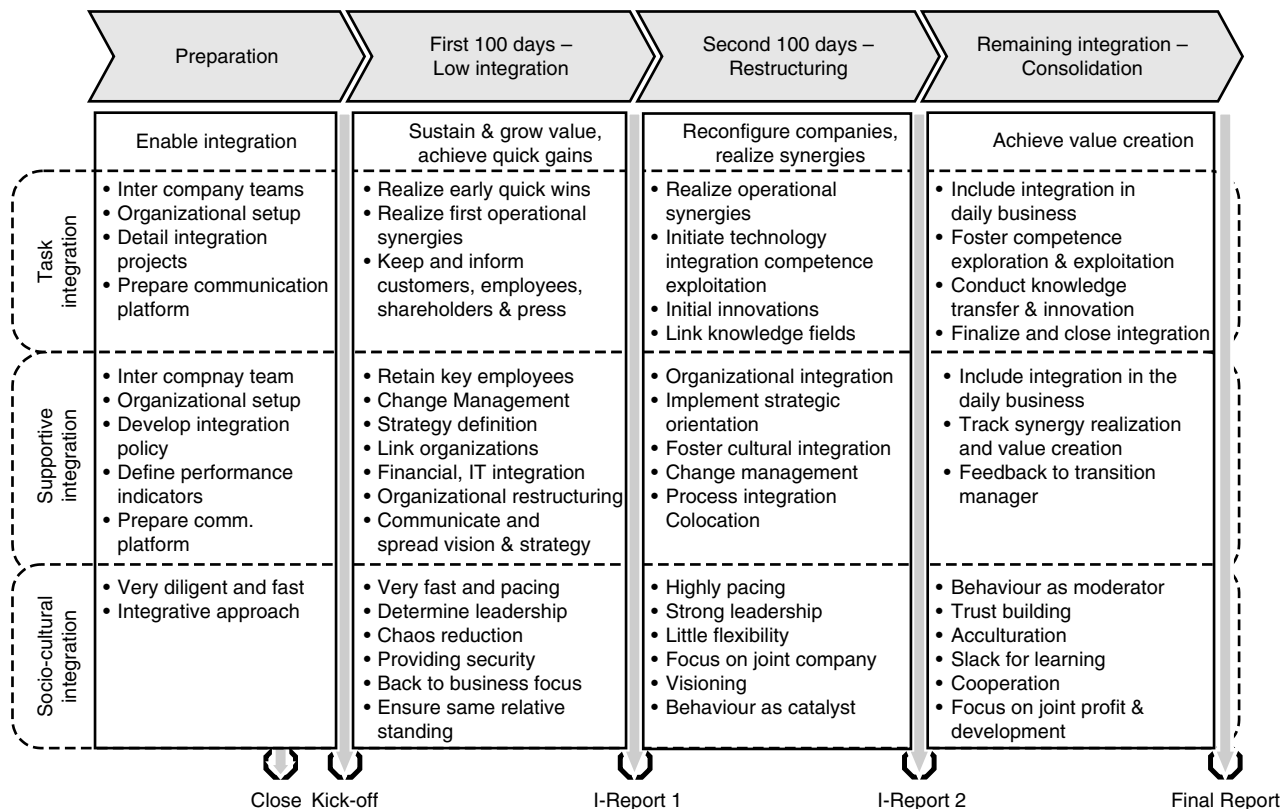 Preparation
First 100 days –
Low integration
Second 100 days –
Restructuring
Remaining integration –
Consolidation
Enable integration
Sustain & grow value,
achieve quick gains
Reconfigure companies,
realize synergies
Achieve value creation
Task
integration
• Inter company teams
• Organizational setup
• Detail integration
projects
• Prepare communication
platform
• Realize early quick wins
• Realize first operational
synergies
• Keep and inform
customers, employees,
shareholders & press
• Realize operational
synergies
• Initiate technology
integration competence
exploitation
• Initial innovations
• Link knowledge fields
• Include integration in
daily business
• Foster competence
exploration & exploitation
• Conduct knowledge
transfer & innovation
• Finalize and close integration
Supportive
integration
• Inter compnay team
• Organizational setup
• Develop integration
policy
• Define performance
indicators
• Prepare comm.
platform
• Retain key employees
• Change Management
• Strategy definition
• Link organizations
• Financial, IT integration
• Organizational restructuring
• Communicate and
spread vision & strategy
• Organizational integration
• Implement strategic
orientation
• Foster cultural integration
• Change management
• Process integration
Colocation
• Include integration in the
daily business
• Track synergy realization
and value creation
• Feedback to transition
manager
Socio-cultural
integration
• Very diligent and fast
• Integrative approach
• Very fast and pacing
• Determine leadership
• Chaos reduction
• Providing security
• Back to business focus
• Ensure same relative
standing
• Highly pacing
• Strong leadership
• Little flexibility
• Focus on joint company
• Visioning
• Behaviour as catalyst
• Behaviour as moderator
• Trust building
• Acculturation
• Slack for learning
• Cooperation
• Focus on joint profit &
development
Close
Kick-off
I-Report 1
I-Report 2
Final Report